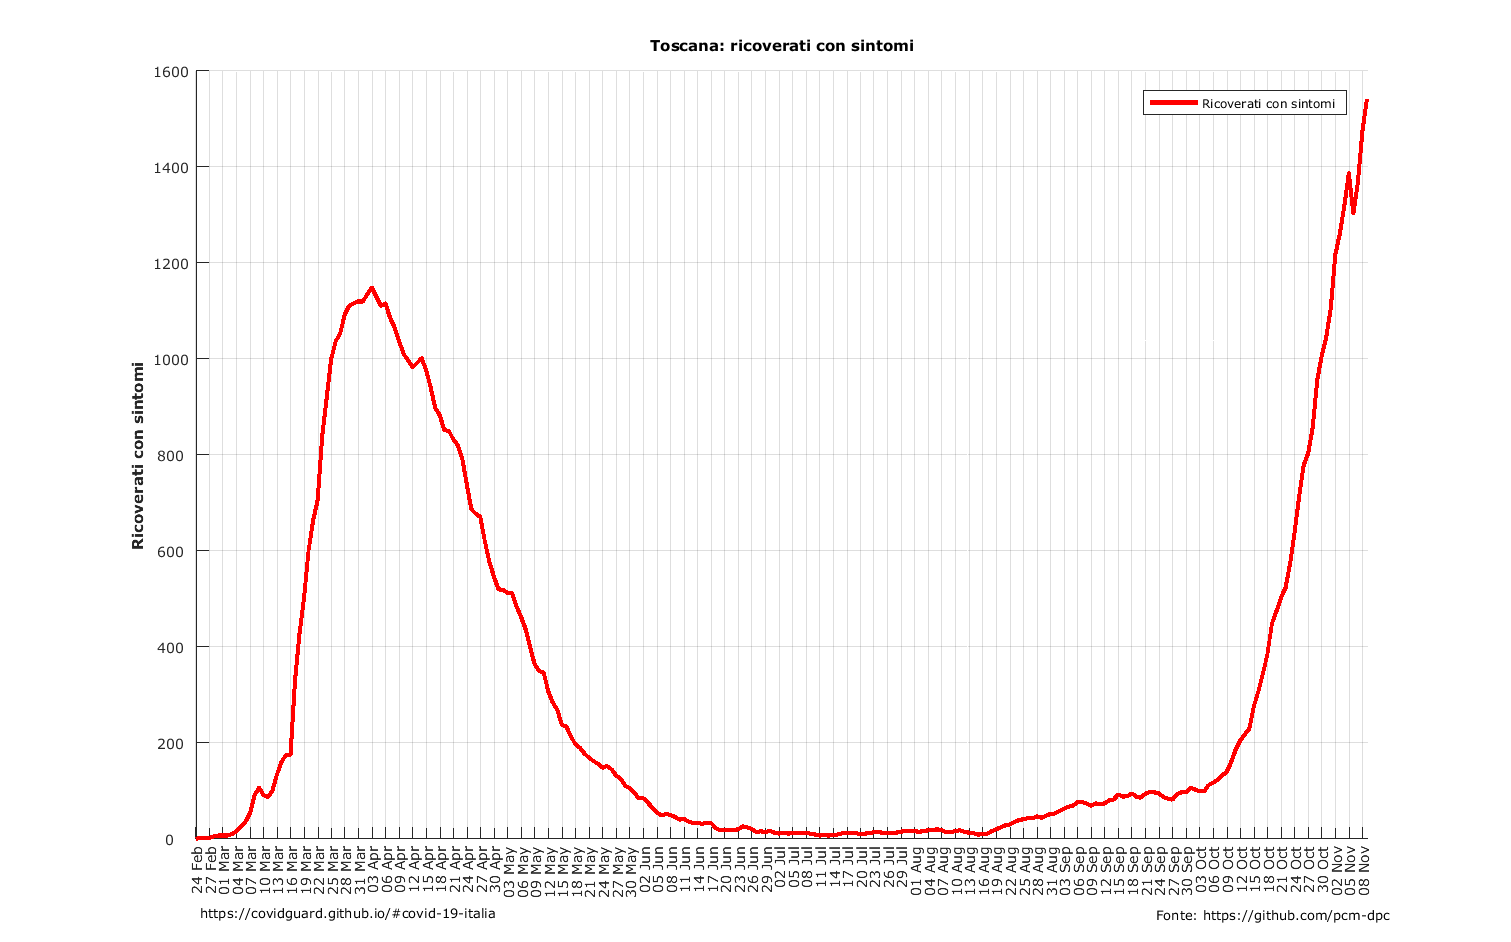 Toscana: ricoverati con sintomi
Ricoverati con sintomi
Ricoverati con sintomi
1600
1400
1200
1000
800
600
400
200
0
24 Feb
27 Feb
01 Mar
04 Mar
07 Mar
10 Mar
13 Mar
16 Mar
19 Mar
22 Mar
25 Mar
28 Mar
31 Mar
03 Apr
06 Apr
09 Apr
12 Apr
15 Apr
18 Apr
21 Apr
24 Apr
27 Apr
30 Apr
03 May
06 May
09 May
12 May
15 May
18 May
21 May
24 May
27 May
30 May
02 Jun
05 Jun
08 Jun
11 Jun
14 Jun
17 Jun
20 Jun
23 Jun
26 Jun
29 Jun
02 Jul
05 Jul
08 Jul
11 Jul
14 Jul
17 Jul
20 Jul
23 Jul
26 Jul
29 Jul
01 Aug
04 Aug
07 Aug
10 Aug
13 Aug
16 Aug
19 Aug
22 Aug
25 Aug
28 Aug
31 Aug
03 Sep
06 Sep
09 Sep
12 Sep
15 Sep
18 Sep
21 Sep
24 Sep
27 Sep
30 Sep
03 Oct
06 Oct
09 Oct
12 Oct
15 Oct
18 Oct
21 Oct
24 Oct
27 Oct
30 Oct
02 Nov
05 Nov
08 Nov
https://covidguard.github.io/#covid-19-italia
Fonte: https://github.com/pcm-dpc